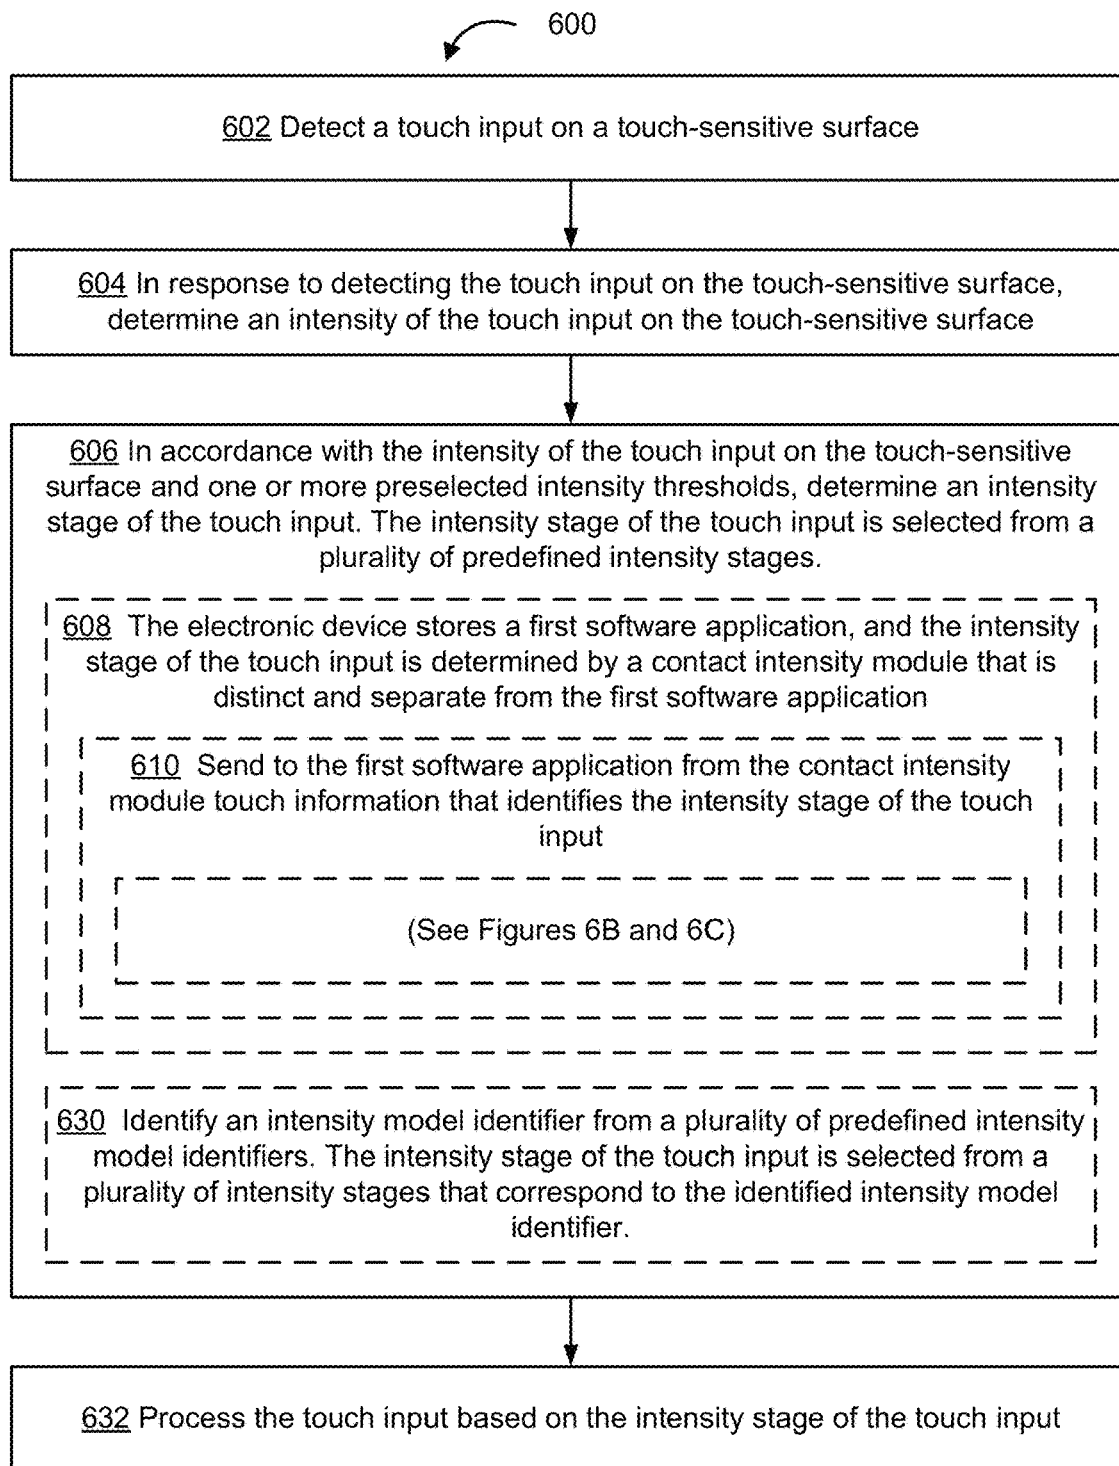 600
602 Detect a touch input on a touch-sensitive surface
604 In response to detecting the touch input on the touch-sensitive surface,
determine an intensity of the touch input on the touch-sensitive surface
606 In accordance with the intensity of the touch input on the touch-sensitive
surface and one or more preselected intensity thresholds, determine an intensity
stage of the touch input. The intensity stage of the touch input is selected from a
plurality of predefined intensity stages.
608 The electronic device stores a first software application, and the intensity
stage of the touch input is determined by a contact intensity module that is
distinct and separate from the first software application
610 Send to the first software application from the contact intensity
module touch information that identifies the intensity stage of the touch
input
(See Figures 6B and 6C)
630 Identify an intensity model identifier from a plurality of predefined intensity
model identifiers. The intensity stage of the touch input is selected from a
plurality of intensity stages that correspond to the identified intensity model
identifier.
632 Process the touch input based on the intensity stage of the touch input